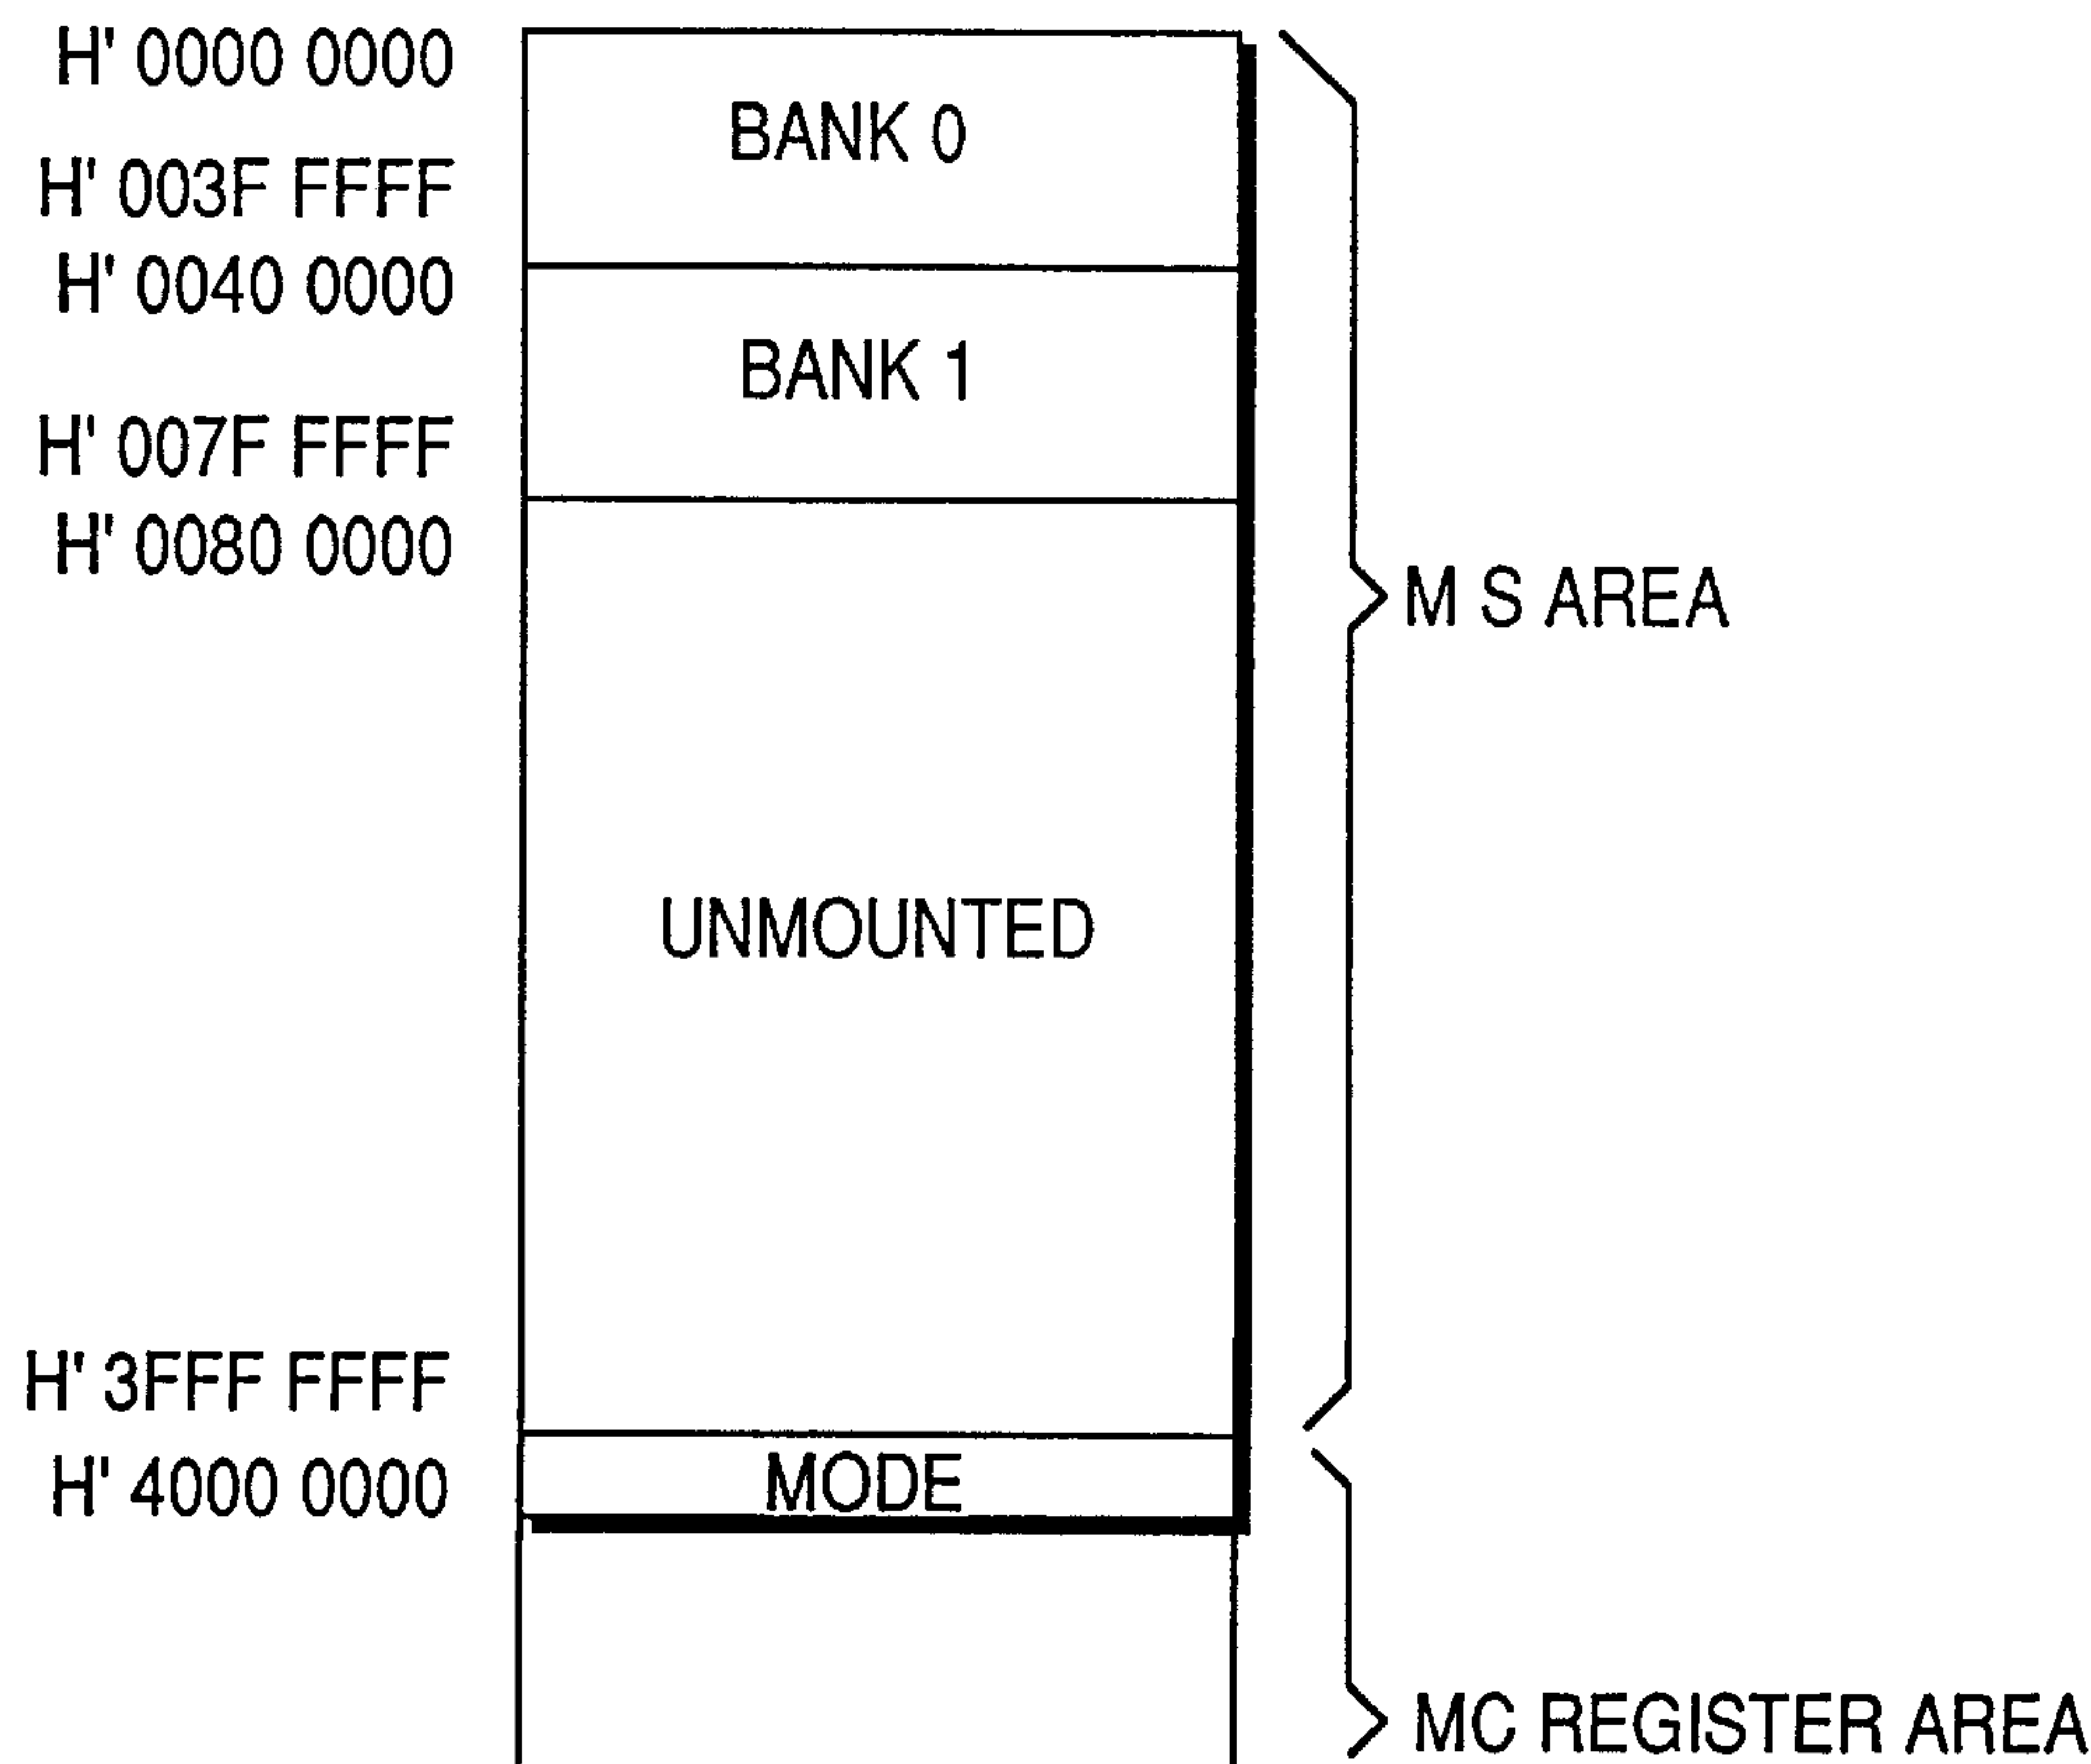 H' 0000 0000
BANK 0
H' 003F FFFF
H' 0040 0000
BANK 1
H' 007F FFFF
H' 0080 0000
M S AREA
UNMOUNTED
H' 3FFF FFFF
H' 4000 0000
MODE
MC REGISTER AREA